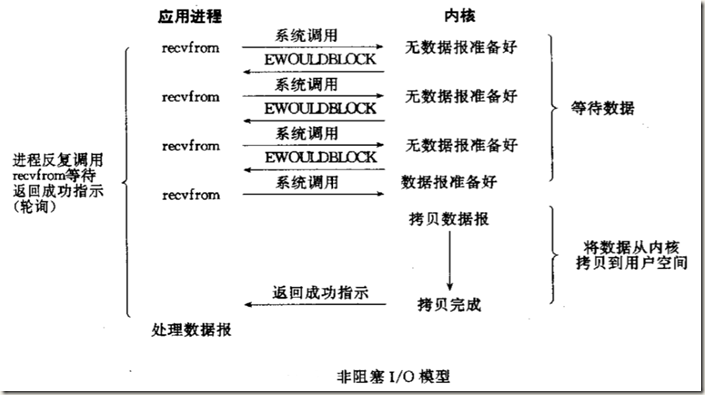 应用进程
内核
recvfrom
系统调用
无数据报准备好
EWOULDBLOCK
recvfrom
系统调用
无数据报准备好
EWOULDBLOCK
等待数据
recvfrom
系统调用
无数据报准备好
EWOULDBLOCK
进程反复调用
recvfrom等待
返回成功指示
(轮询)
recvfrom
系统调用
数据报准备好
拷贝数据报
将数据从内核
拷贝到用户空间
返回成功指示
拷贝完成
处理数据报
非阻塞 I/O 模型